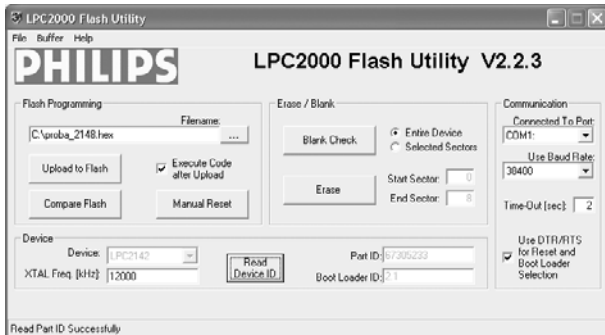 LPC2000 Flash Utility
File Buffer Help
PHILIPS
LPC2000 Flash Utility V2.2.3
Flash Programming
Filename:
C:\proba_2148.hex
...
Upload to Flash
Execute Code after Upload
Compare Flash
Manual Reset
Erase / Blank
Blank Check
Entire Device
Selected Sectors
Erase
Start Sector: 0
End Sector: 8
Communication
Connected To Port:
COM1:
Use Baud Rate:
38400
Time-Out [sec]: 2
Use DTR/RTS
for Reset and
Boot Loader
Selection
Device
Device: LPC2142
XTAL Freq. [kHz]: 12000
Read
Device ID
Part ID: 67305233
Boot Loader ID: 2.1
Read Part ID Successfully